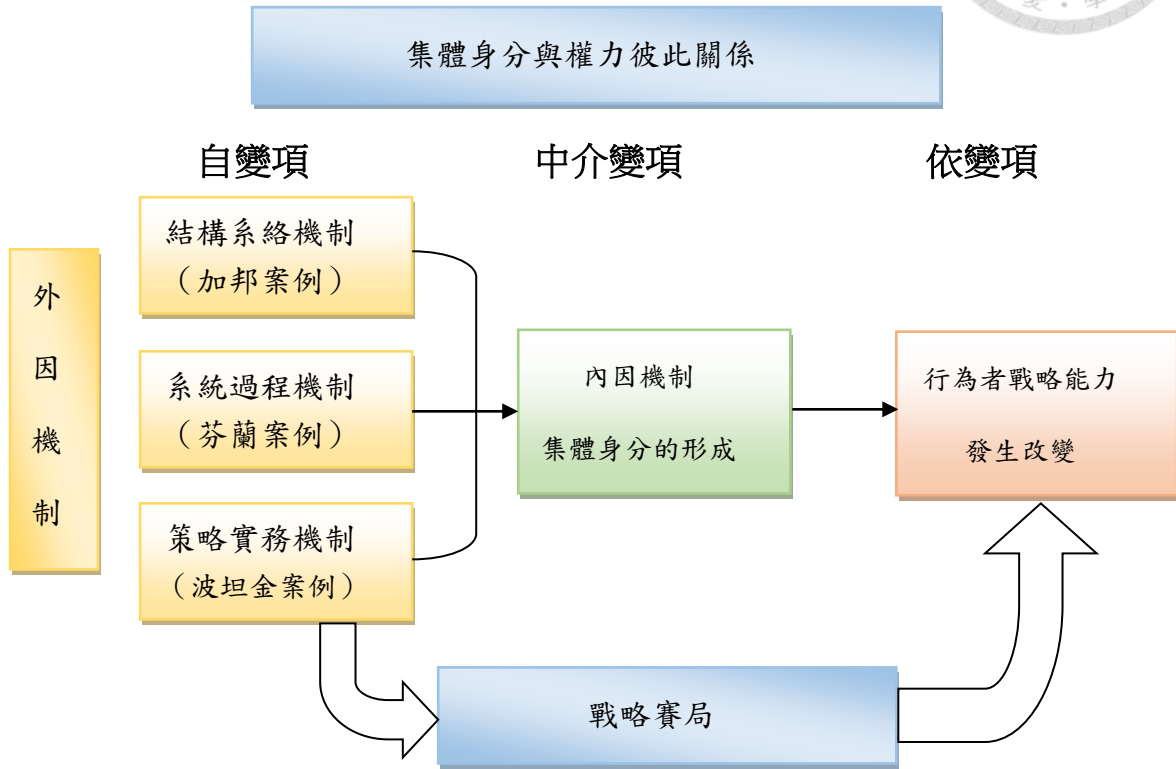 集體身分與權力彼此關係
自變項
中介變項
依變項
外
因
機
制
結構系絡機制
（加邦案例）
系統過程機制
（芬蘭案例）
策略實務機制
（波坦金案例）
內因機制
集體身分的形成
行為者戰略能力
發生改變
戰略賽局